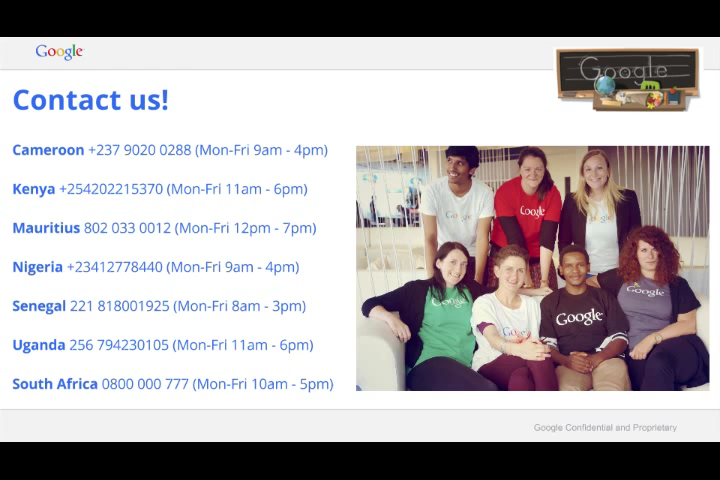 Google
Google
Contact us!
Cameroon +237 9020 0288 (Mon-Fri 9am - 4pm)
Kenya +254202215370 (Mon-Fri 11am - 6pm)
Mauritius 802 033 0012 (Mon-Fri 12pm - 7pm)
Nigeria +23412778440 (Mon-Fri 9am - 4pm)
Senegal 221 818001925 (Mon-Fri 8am - 3pm)
Uganda 256 794230105 (Mon-Fri 11am - 6pm)
South Africa 0800 000 777 (Mon-Fri 10am - 5pm)
Google
Google
Google
Google
Google
Google
Google
Google Confidential and Proprietary